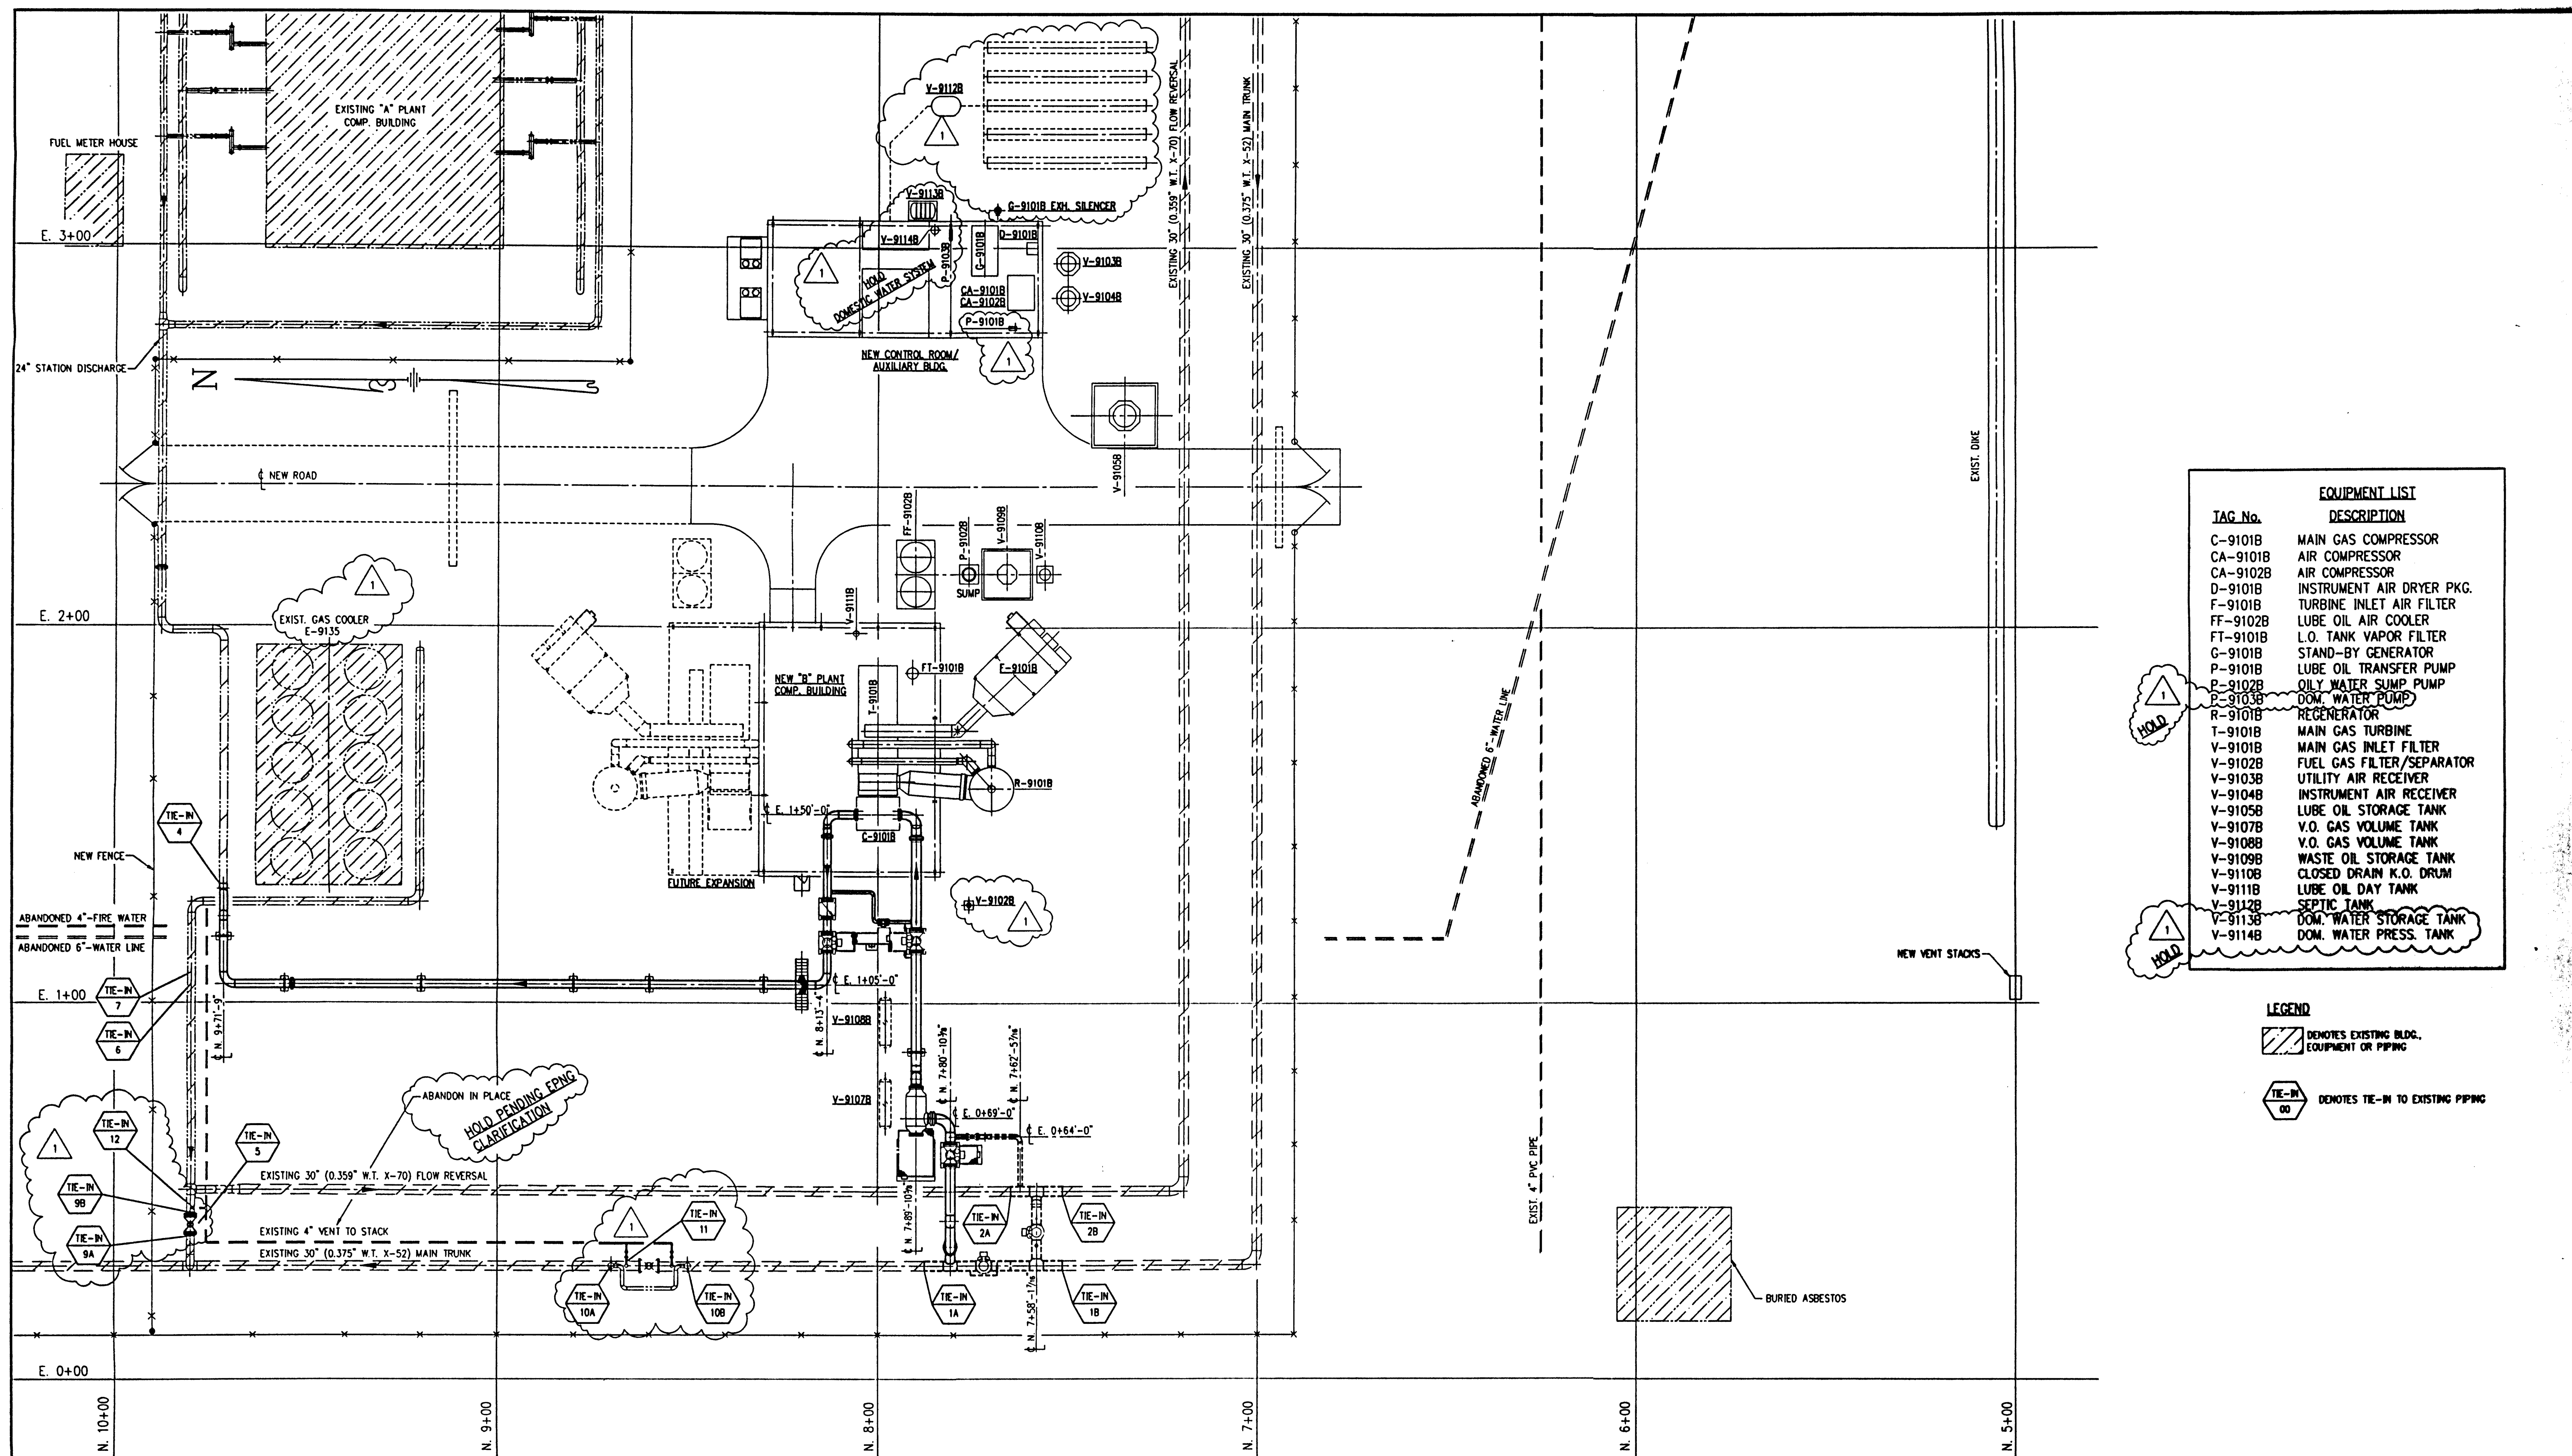 EXISTING "A" PLANT
COMP. BUILDING
FUEL METER HOUSE
E. 3+00
24" STATION DISCHARGE
N
V-9112B
1
V-9113B
G-9101B EXH. SILENCER
V-9114B
P-9103B
G-9101B
D-9101B
1
HOLD
DOMESTIC WATER SYSTEM
CA-9101B
CA-9102B
V-9103B
V-9104B
P-9101B
1
NEW CONTROL ROOM/
AUXILIARY BLDG.
EXISTING 30" (0.359" W.T. X-70) FLOW REVERSAL
EXISTING 30" (0.375" W.T. X-52) MAIN TRUNK
℄ NEW ROAD
V-9105B
FF-9102B
P-9102B
V-9109B
V-9110B
SUMP
EXIST. DIKE
1
EXIST. GAS COOLER
E-9135
E. 2+00
V-9111B
FT-9101B
F-9101B
NEW "B" PLANT
COMP. BUILDING
T-9101B
R-9101B
ABANDONED 6"-WATER LINE
℄ E. 1+50'-0"
C-9101B
TIE-IN
4
NEW FENCE
FUTURE EXPANSION
V-9102B
1
ABANDONED 4"-FIRE WATER
ABANDONED 6"-WATER LINE
NEW VENT STACKS
E. 1+00
TIE-IN
7
TIE-IN
6
℄ N. 9+71'-9"
℄ N. 8+13'-4"
℄ E. 1+05'-0"
V-9108B
V-9107B
℄ N. 7+80'-10⅜"
℄ N. 7+62'-5⁷⁄₁₆"
℄ E. 0+69'-0"
℄ E. 0+64'-0"
ABANDON IN PLACE
HOLD PENDING EPNG
CLARIFICATION
TIE-IN
12
1
TIE-IN
5
TIE-IN
9B
TIE-IN
9A
EXISTING 30" (0.359" W.T. X-70) FLOW REVERSAL
EXISTING 4" VENT TO STACK
EXISTING 30" (0.375" W.T. X-52) MAIN TRUNK
1
TIE-IN
11
TIE-IN
10A
TIE-IN
10B
TIE-IN
2A
TIE-IN
2B
TIE-IN
1A
TIE-IN
1B
℄ N. 7+58'-1⁷⁄₁₆"
EXIST. 4" PVC PIPE
BURIED ASBESTOS
E. 0+00
N. 10+00
N. 9+00
N. 8+00
N. 7+00
N. 6+00
N. 5+00
EQUIPMENT LIST
TAG No. DESCRIPTION
C-9101B MAIN GAS COMPRESSOR
CA-9101B AIR COMPRESSOR
CA-9102B AIR COMPRESSOR
D-9101B INSTRUMENT AIR DRYER PKG.
F-9101B TURBINE INLET AIR FILTER
FF-9102B LUBE OIL AIR COOLER
FT-9101B L.O. TANK VAPOR FILTER
G-9101B STAND-BY GENERATOR
P-9101B LUBE OIL TRANSFER PUMP
P-9102B OILY WATER SUMP PUMP
P-9103B DOM. WATER PUMP
R-9101B REGENERATOR
T-9101B MAIN GAS TURBINE
V-9101B MAIN GAS INLET FILTER
V-9102B FUEL GAS FILTER/SEPARATOR
V-9103B UTILITY AIR RECEIVER
V-9104B INSTRUMENT AIR RECEIVER
V-9105B LUBE OIL STORAGE TANK
V-9107B V.O. GAS VOLUME TANK
V-9108B V.O. GAS VOLUME TANK
V-9109B WASTE OIL STORAGE TANK
V-9110B CLOSED DRAIN K.O. DRUM
V-9111B LUBE OIL DAY TANK
V-9112B SEPTIC TANK
V-9113B DOM. WATER STORAGE TANK
V-9114B DOM. WATER PRESS. TANK
1
HOLD
1
HOLD
LEGEND
DENOTES EXISTING BLDG.,
EQUIPMENT OR PIPING
TIE-IN
00
DENOTES TIE-IN TO EXISTING PIPING